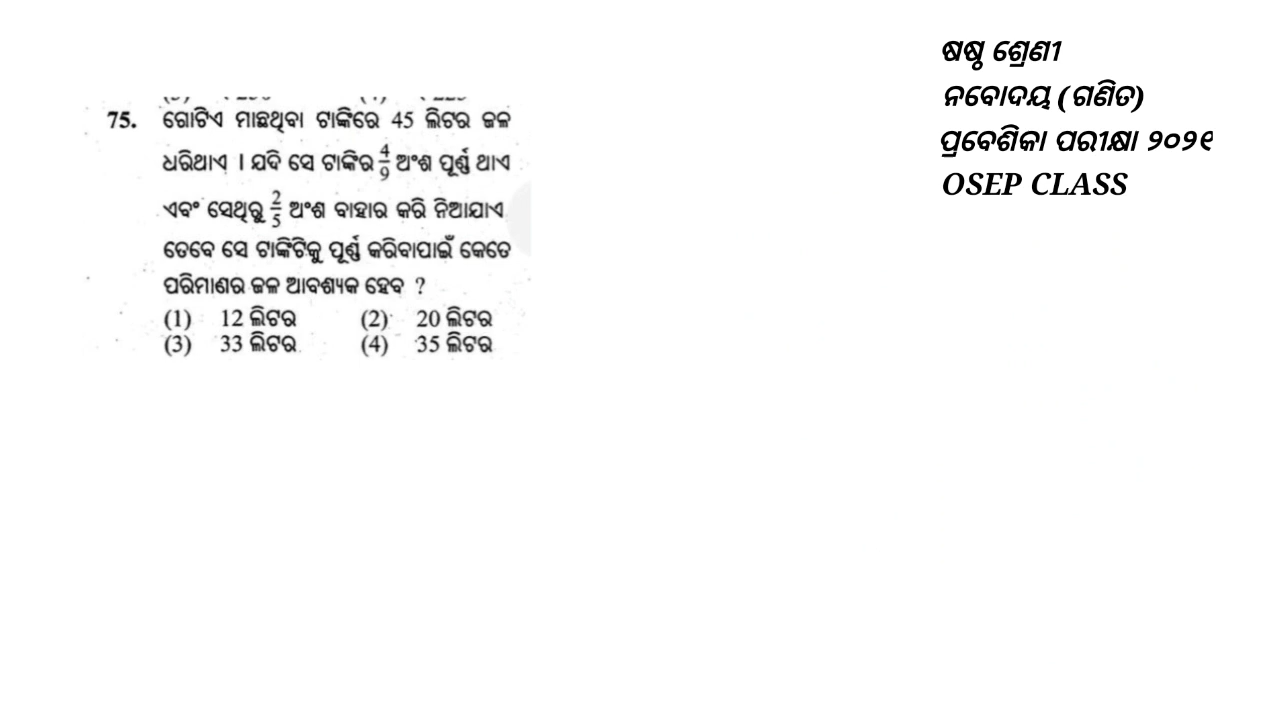 75. ଗୋଟିଏ ମାଛଥିବା ଟାଙ୍କିରେ 45 ଲିଟର ଜଳ
ଧରିଥାଏ । ଯଦି ସେ ଟାଙ୍କିର 4/9 ଅଂଶ ପୂର୍ଣ୍ଣ ଥାଏ
ଏବଂ ସେଥିରୁ 2/5 ଅଂଶ ବାହାର କରି ନିଆଯାଏ
ତେବେ ସେ ଟାଙ୍କିଟିକୁ ପୂର୍ଣ୍ଣ କରିବାପାଇଁ କେତେ
ପରିମାଣର ଜଳ ଆବଶ୍ୟକ ହେବ ?
(1) 12 ଲିଟର (2) 20 ଲିଟର
(3) 33 ଲିଟର (4) 35 ଲିଟର
ଷଷ୍ଠ ଶ୍ରେଣୀ
ନବୋଦୟ (ଗଣିତ)
ପ୍ରବେଶିକା ପରୀକ୍ଷା ୨୦୨୧
OSEP CLASS